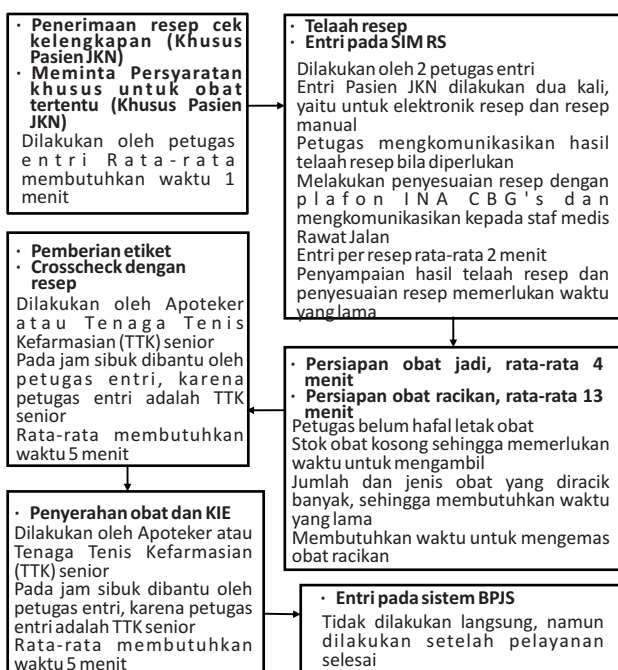 · Penerimaan resep cek
kelengkapan (Khusus
Pasien JKN)
· Meminta Persyaratan
khusus untuk obat
tertentu (Khusus Pasien
JKN)
Dilakukan oleh petugas
entri Rata-rata
membutuhkan waktu 1
menit
· Telaah resep
· Entri pada SIM RS
Dilakukan oleh 2 petugas entri
Entri Pasien JKN dilakukan dua kali,
yaitu untuk elektronik resep dan resep
manual
Petugas mengkomunikasikan hasil
telaah resep bila diperlukan
Melakukan penyesuaian resep dengan
plafon INA CBG's dan
mengkomunikasikan kepada staf medis
Rawat Jalan
Entri per resep rata-rata 2 menit
Penyampaian hasil telaah resep dan
penyesuaian resep memerlukan waktu
yang lama
· Persiapan obat jadi, rata-rata 4
menit
· Persiapan obat racikan, rata-rata 13
menit
Petugas belum hafal letak obat
Stok obat kosong sehingga memerlukan
waktu untuk mengambil
Jumlah dan jenis obat yang diracik
banyak, sehingga membutuhkan waktu
yang lama
Membutuhkan waktu untuk mengemas
obat racikan
· Pemberian etiket
· Crosscheck dengan
resep
Dilakukan oleh Apoteker
atau Tenaga Tenis
Kefarmasian (TTK) senior
Pada jam sibuk dibantu oleh
petugas entri, karena
petugas entri adalah TTK
senior
Rata-rata membutuhkan
waktu 5 menit
· Penyerahan obat dan KIE
Dilakukan oleh Apoteker atau
Tenaga Tenis Kefarmasian
(TTK) senior
Pada jam sibuk dibantu oleh
petugas entri, karena petugas
entri adalah TTK senior
Rata-rata membutuhkan
waktu 5 menit
· Entri pada sistem BPJS
Tidak dilakukan langsung, namun
dilakukan setelah pelayanan
selesai